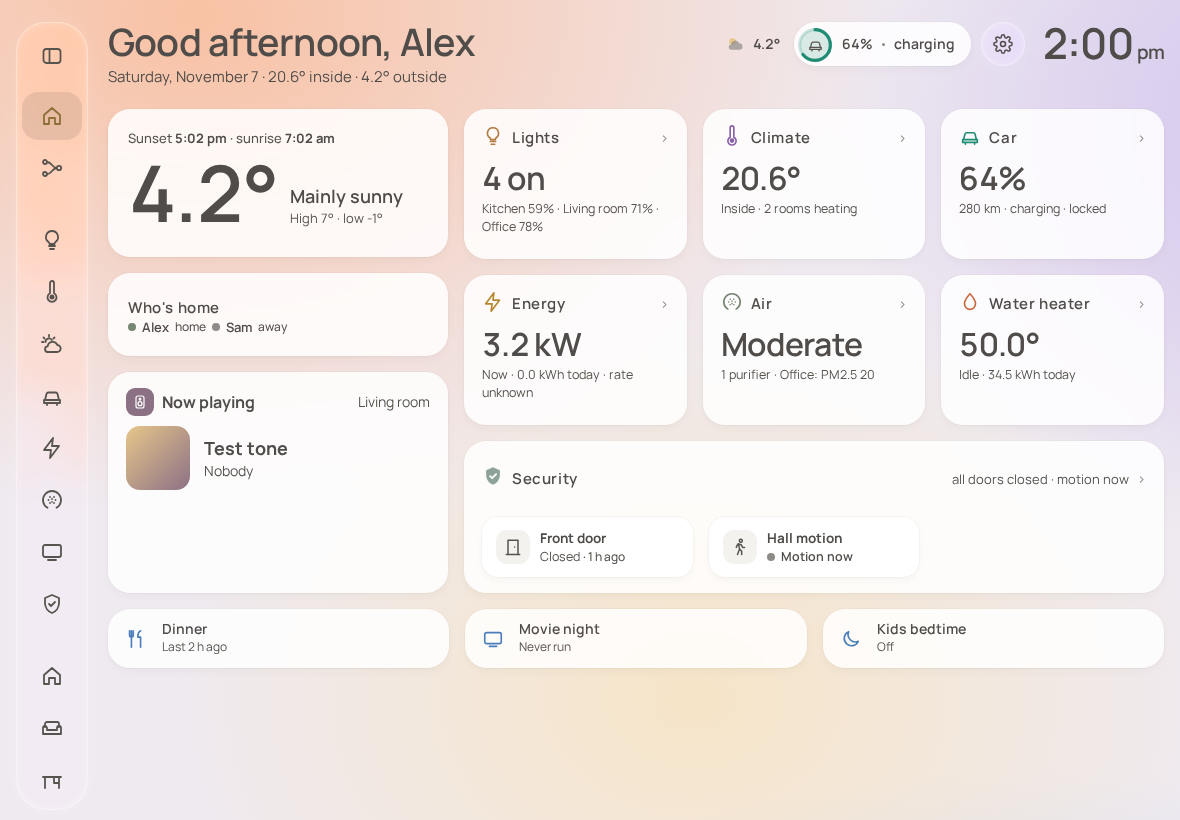 Good afternoon, Alex
Saturday, November 7 · 20.6° inside · 4.2° outside
4.2°
64% • charging
2:00 pm
Sunset 5:02 pm · sunrise 7:02 am
4.2°
Mainly sunny
High 7° · low -1°
Who's home
Alex home Sam away
Now playing
Living room
Test tone
Nobody
Lights
4 on
Kitchen 59% · Living room 71% ·
Office 78%
Climate
20.6°
Inside · 2 rooms heating
Car
64%
280 km · charging · locked
Energy
3.2 kW
Now · 0.0 kWh today · rate
unknown
Air
Moderate
1 purifier · Office: PM2.5 20
Water heater
50.0°
Idle · 34.5 kWh today
Security
all doors closed · motion now
Front door
Closed · 1 h ago
Hall motion
Motion now
Dinner
Last 2 h ago
Movie night
Never run
Kids bedtime
Off